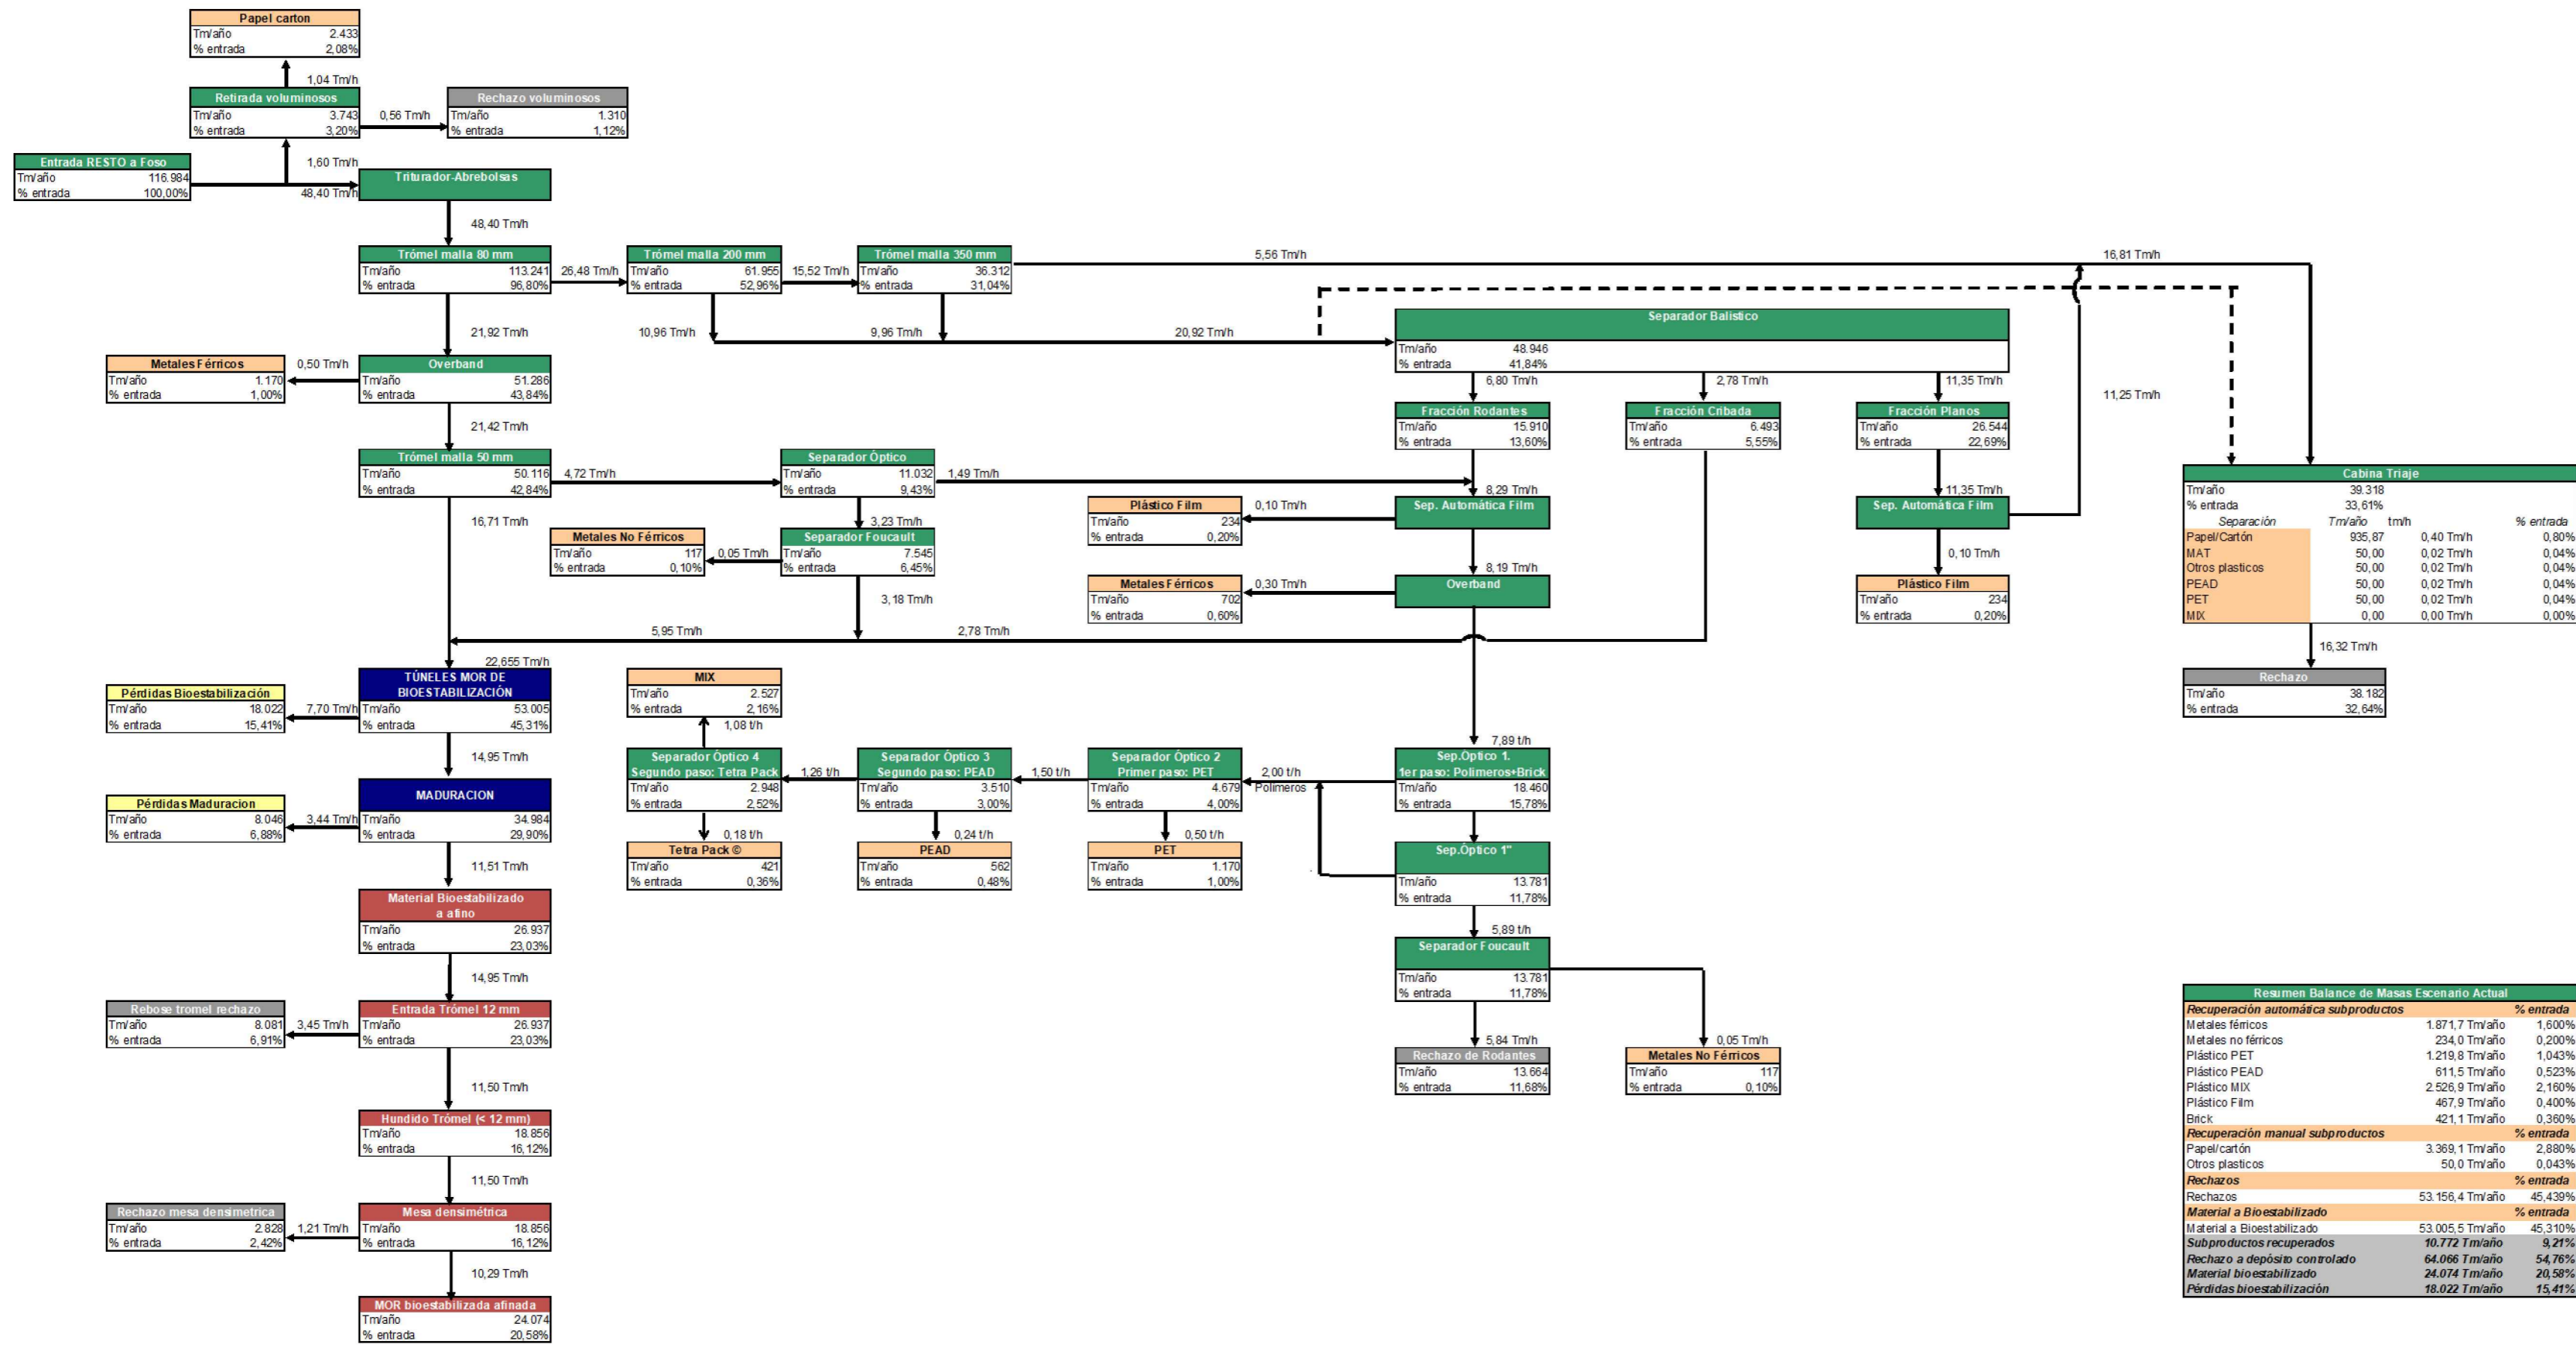 Papel carton
Tm/año 2.433
% entrada 2,08%
1,04 Tm/h
Retirada voluminosos
Tm/año 3.743
% entrada 3,20%
0,56 Tm/h
Rechazo voluminosos
Tm/año 1.310
% entrada 1,12%
Entrada RESTO a Foso
Tm/año 116.984
% entrada 100,00%
1,60 Tm/h
48,40 Tm/h
Triturador-Abrebolsas
48,40 Tm/h
Trómel malla 80 mm
Tm/año 113.241
% entrada 96,80%
26,48 Tm/h
Trómel malla 200 mm
Tm/año 61.955
% entrada 52,96%
15,52 Tm/h
Trómel malla 350 mm
Tm/año 36.312
% entrada 31,04%
5,56 Tm/h
16,81 Tm/h
21,92 Tm/h
10,96 Tm/h
9,96 Tm/h
20,92 Tm/h
Separador Balistico
Tm/año 48.946
% entrada 41,84%
Metales Férricos
Tm/año 1.170
% entrada 1,00%
0,50 Tm/h
Overband
Tm/año 51.286
% entrada 43,84%
6,80 Tm/h
2,78 Tm/h
11,35 Tm/h
11,25 Tm/h
Fracción Rodantes
Tm/año 15.910
% entrada 13,60%
Fracción Cribada
Tm/año 6.493
% entrada 5,55%
Fracción Planos
Tm/año 26.544
% entrada 22,69%
21,42 Tm/h
Trómel malla 50 mm
Tm/año 50.116
% entrada 42,84%
4,72 Tm/h
Separador Óptico
Tm/año 11.032
% entrada 9,43%
1,49 Tm/h
8,29 Tm/h
11,35 Tm/h
Plástico Film
Tm/año 234
% entrada 0,20%
0,10 Tm/h
Sep. Automática Film
Sep. Automática Film
16,71 Tm/h
3,23 Tm/h
Metales No Férricos
Tm/año 117
% entrada 0,10%
0,05 Tm/h
Separador Foucault
Tm/año 7.545
% entrada 6,45%
8,19 Tm/h
0,10 Tm/h
Metales Férricos
Tm/año 702
% entrada 0,60%
0,30 Tm/h
Overband
Plástico Film
Tm/año 234
% entrada 0,20%
3,18 Tm/h
5,95 Tm/h
2,78 Tm/h
Cabina Triaje
Tm/año 39.318
% entrada 33,61%
Separación Tm/año tm/h % entrada
Papel/Cartón 935,87 0,40 Tm/h 0,80%
MAT 50,00 0,02 Tm/h 0,04%
Otros plasticos 50,00 0,02 Tm/h 0,04%
PEAD 50,00 0,02 Tm/h 0,04%
PET 50,00 0,02 Tm/h 0,04%
MIX 0,00 0,00 Tm/h 0,00%
16,32 Tm/h
Rechazo
Tm/año 38.182
% entrada 32,64%
22,655 Tm/h
Pérdidas Bioestabilización
Tm/año 18.022
% entrada 15,41%
7,70 Tm/h
TÚNELES MOR DE
BIOESTABILIZACIÓN
Tm/año 53.005
% entrada 45,31%
MIX
Tm/año 2.527
% entrada 2,16%
1,08 t/h
14,95 Tm/h
7,89 t/h
Separador Óptico 4
Segundo paso: Tetra Pack
Tm/año 2.948
% entrada 2,52%
1,26 t/h
Separador Óptico 3
Segundo paso: PEAD
Tm/año 3.510
% entrada 3,00%
1,50 t/h
Separador Óptico 2
Primer paso: PET
Tm/año 4.679
% entrada 4,00%
2,00 t/h
Polimeros
Sep.Óptico 1.
1er paso: Polimeros+Brick
Tm/año 18.460
% entrada 15,78%
Pérdidas Maduracion
Tm/año 8.046
% entrada 6,88%
3,44 Tm/h
MADURACION
Tm/año 34.984
% entrada 29,90%
0,18 t/h
0,24 t/h
0,50 t/h
Tetra Pack ©
Tm/año 421
% entrada 0,36%
PEAD
Tm/año 562
% entrada 0,48%
PET
Tm/año 1.170
% entrada 1,00%
Sep.Óptico 1"
Tm/año 13.781
% entrada 11,78%
11,51 Tm/h
Material Bioestabilizado
a afino
Tm/año 26.937
% entrada 23,03%
5,89 t/h
Separador Foucault
Tm/año 13.781
% entrada 11,78%
14,95 Tm/h
Rebose tromel rechazo
Tm/año 8.081
% entrada 6,91%
3,45 Tm/h
Entrada Trómel 12 mm
Tm/año 26.937
% entrada 23,03%
5,84 Tm/h
0,05 Tm/h
Rechazo de Rodantes
Tm/año 13.664
% entrada 11,68%
Metales No Férricos
Tm/año 117
% entrada 0,10%
11,50 Tm/h
Hundido Trómel (< 12 mm)
Tm/año 18.856
% entrada 16,12%
11,50 Tm/h
Rechazo mesa densimetrica
Tm/año 2.828
% entrada 2,42%
1,21 Tm/h
Mesa densimétrica
Tm/año 18.856
% entrada 16,12%
10,29 Tm/h
MOR bioestabilizada afinada
Tm/año 24.074
% entrada 20,58%
Resumen Balance de Masas Escenario Actual
Recuperación automática subproductos % entrada
Metales férricos 1.871,7 Tm/año 1,600%
Metales no férricos 234,0 Tm/año 0,200%
Plástico PET 1.219,8 Tm/año 1,043%
Plástico PEAD 611,5 Tm/año 0,523%
Plástico MIX 2.526,9 Tm/año 2,160%
Plástico Film 467,9 Tm/año 0,400%
Brick 421,1 Tm/año 0,360%
Recuperación manual subproductos % entrada
Papel/cartón 3.369,1 Tm/año 2,880%
Otros plasticos 50,0 Tm/año 0,043%
Rechazos % entrada
Rechazos 53.156,4 Tm/año 45,439%
Material a Bioestabilizado % entrada
Material a Bioestabilizado 53.005,5 Tm/año 45,310%
Subproductos recuperados 10.772 Tm/año 9,21%
Rechazo a depósito controlado 64.066 Tm/año 54,76%
Material bioestabilizado 24.074 Tm/año 20,58%
Pérdidas bioestabilización 18.022 Tm/año 15,41%